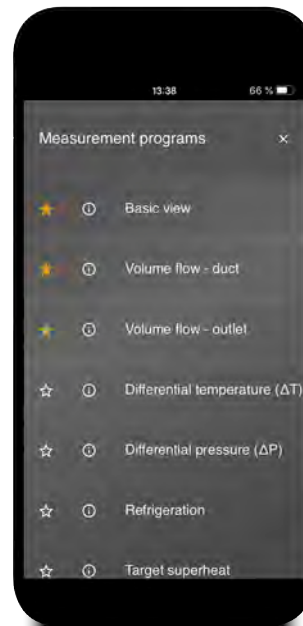 13:38 66 %
Measurement programs ×
Basic view
Volume flow - duct
Volume flow - outlet
Differential temperature (ΔT)
Differential pressure (ΔP)
Refrigeration
Target superheat